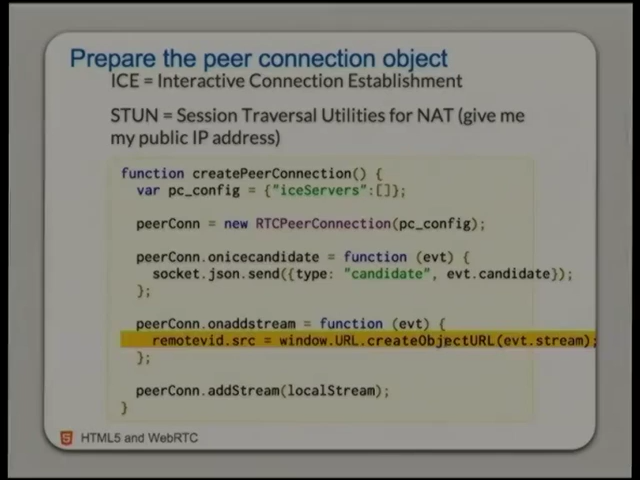 Prepare the peer connection object
ICE = Interactive Connection Establishment
STUN = Session Traversal Utilities for NAT (give me
my public IP address)
function createPeerConnection() {
var pc_config = {"iceServers":[]};
peerConn = new RTCPeerConnection(pc_config);
peerConn.onicecandidate = function (evt) {
socket.json.send({type: "candidate", evt.candidate});
};
peerConn.onaddstream = function (evt) {
remotevid.src = window.URL.createObjectURL(evt.stream);
};
peerConn.addStream(localStream);
}
HTML5 and WebRTC